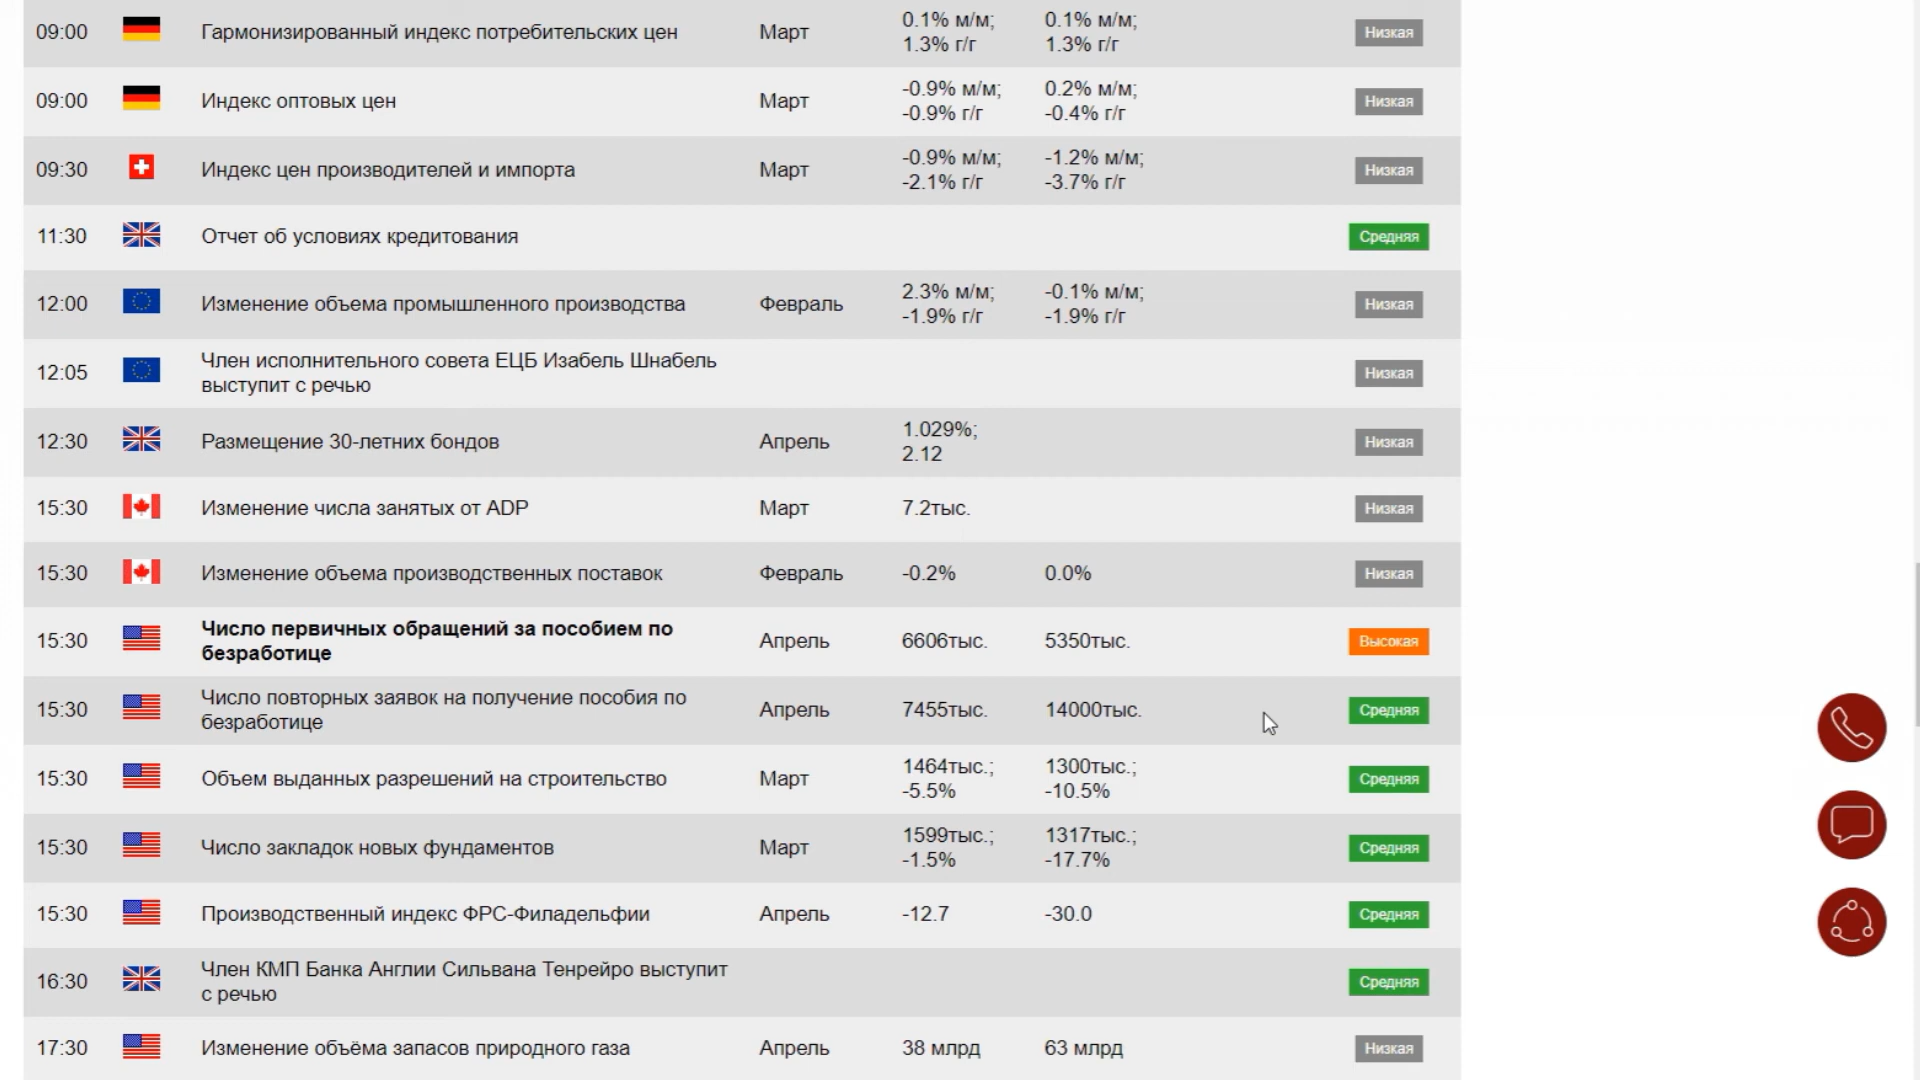 09:00 Гармонизированный индекс потребительских цен Март 0.1% м/м; 1.3% г/г 0.1% м/м; 1.3% г/г Низкая
09:00 Индекс оптовых цен Март -0.9% м/м; -0.9% г/г 0.2% м/м; -0.4% г/г Низкая
09:30 Индекс цен производителей и импорта Март -0.9% м/м; -2.1% г/г -1.2% м/м; -3.7% г/г Низкая
11:30 Отчет об условиях кредитования Средняя
12:00 Изменение объема промышленного производства Февраль 2.3% м/м; -1.9% г/г -0.1% м/м; -1.9% г/г Низкая
12:05 Член исполнительного совета ЕЦБ Изабель Шнабель выступит с речью Низкая
12:30 Размещение 30-летних бондов Апрель 1.029%; 2.12 Низкая
15:30 Изменение числа занятых от ADP Март 7.2тыс. Низкая
15:30 Изменение объема производственных поставок Февраль -0.2% 0.0% Низкая
15:30 Число первичных обращений за пособием по безработице Апрель 6606тыс. 5350тыс. Высокая
15:30 Число повторных заявок на получение пособия по безработице Апрель 7455тыс. 14000тыс. Средняя
15:30 Объем выданных разрешений на строительство Март 1464тыс.; -5.5% 1300тыс.; -10.5% Средняя
15:30 Число закладок новых фундаментов Март 1599тыс.; -1.5% 1317тыс.; -17.7% Средняя
15:30 Производственный индекс ФРС-Филадельфии Апрель -12.7 -30.0 Средняя
16:30 Член КМП Банка Англии Сильвана Тенрейро выступит с речью Средняя
17:30 Изменение объёма запасов природного газа Апрель 38 млрд 63 млрд Низкая